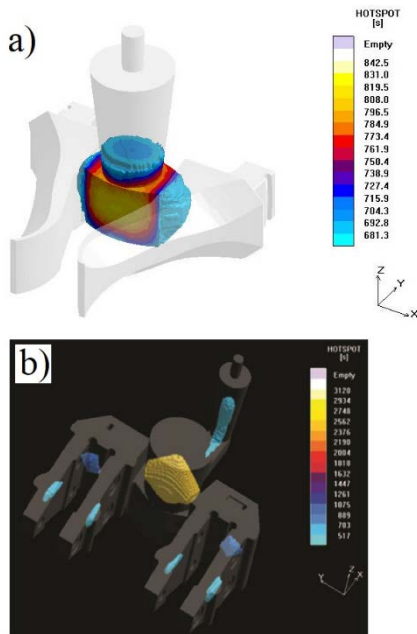 a)
HOTSPOT
[s]
Empty
842.5
831.0
819.5
808.0
796.5
784.9
773.4
761.9
750.4
738.9
727.4
715.9
704.3
692.8
681.3
Z
Y
X
b)
HOTSPOT
[s]
Empty
3120
2934
2748
2562
2376
2190
2004
1818
1632
1447
1261
1075
889
703
517
Z
X
Y